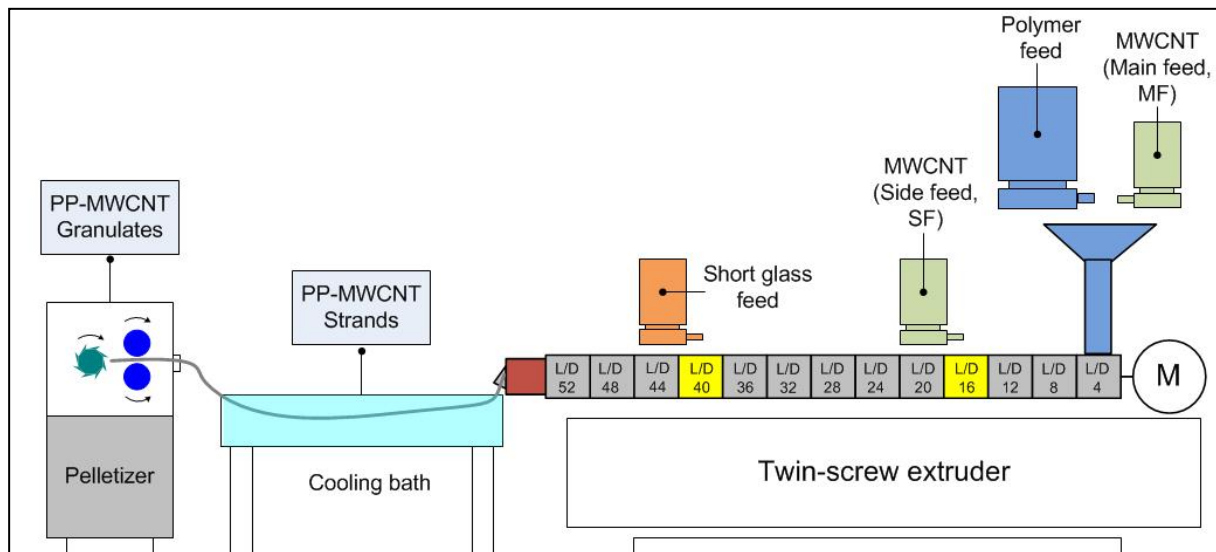 Polymer
feed
MWCNT
(Main feed,
MF)
MWCNT
(Side feed,
SF)
PP-MWCNT
Granulates
PP-MWCNT
Strands
Short glass
feed
L/D
52
L/D
48
L/D
44
L/D
40
L/D
36
L/D
32
L/D
28
L/D
24
L/D
20
L/D
16
L/D
12
L/D
8
L/D
4
M
Pelletizer
Cooling bath
Twin-screw extruder